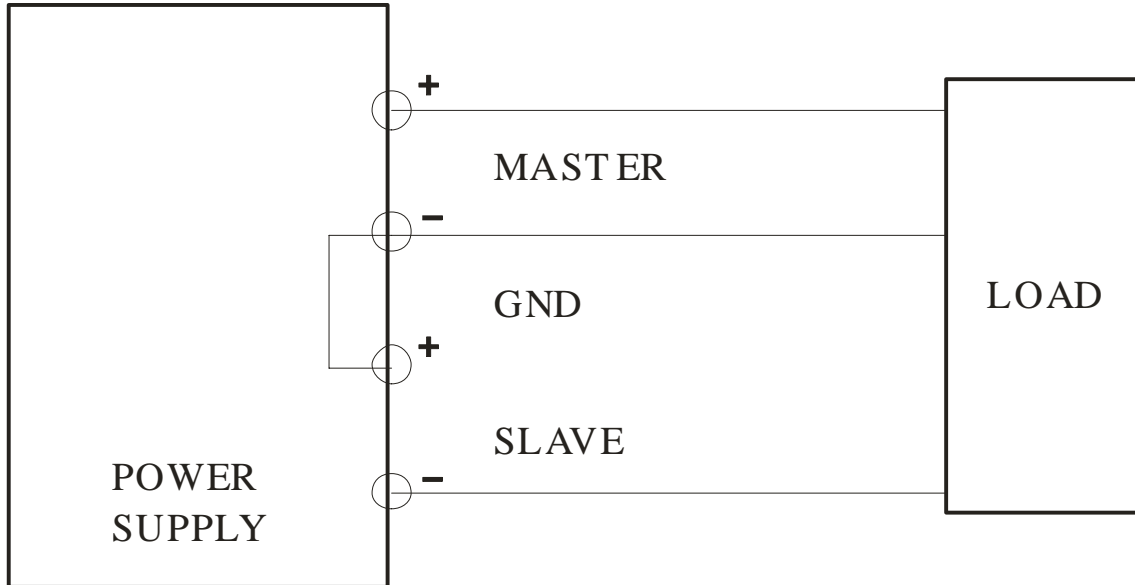 +
MASTER
−
GND
LOAD
+
SLAVE
POWER
SUPPLY
−